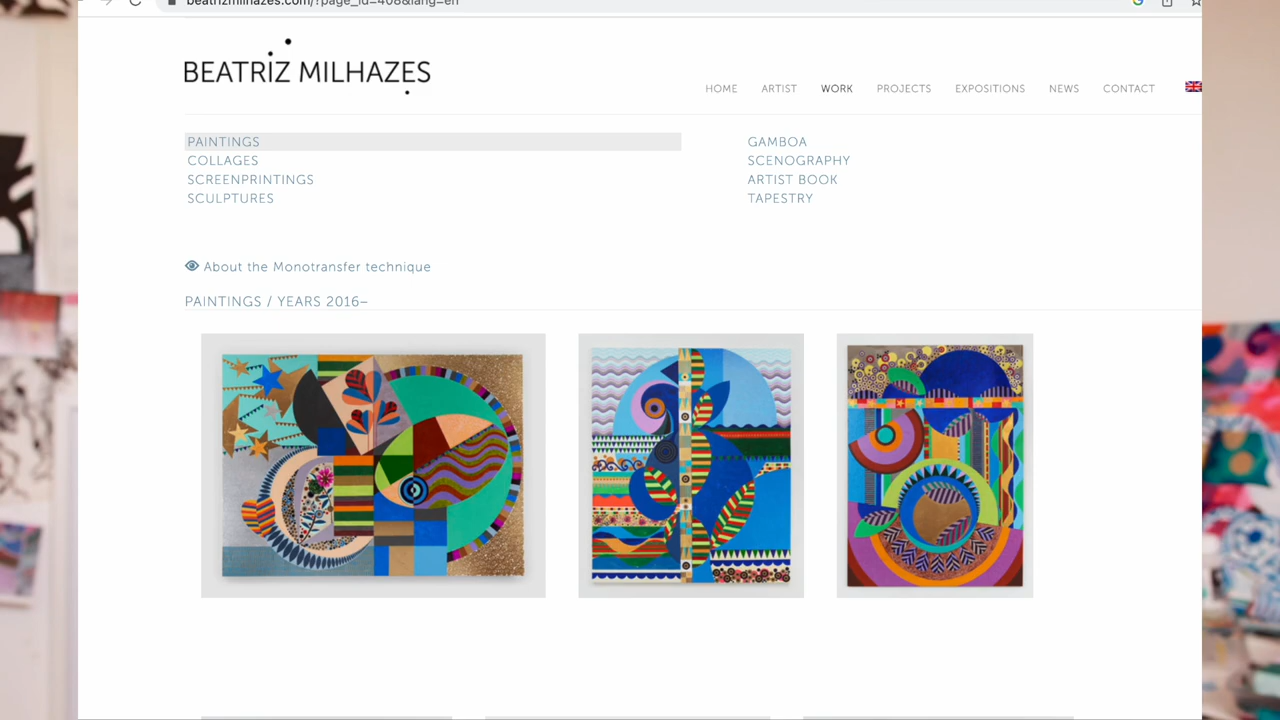 beatrizmilhazes.com/?page_id=408&lang=en
BEATRIZ MILHAZES
HOME ARTIST WORK PROJECTS EXPOSITIONS NEWS CONTACT
PAINTINGS
COLLAGES
SCREENPRINTINGS
SCULPTURES
GAMBOA
SCENOGRAPHY
ARTIST BOOK
TAPESTRY
About the Monotransfer technique
PAINTINGS / YEARS 2016–